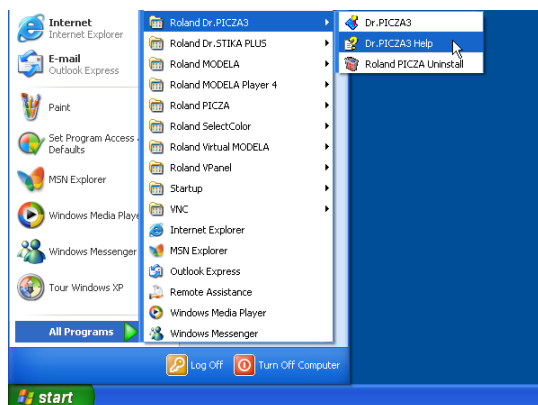 Internet
Internet Explorer
E-mail
Outlook Express
Paint
Set Program Access
Defaults
MSN Explorer
Windows Media Playe
Windows Messenger
Tour Windows XP
All Programs
Roland Dr.PICZA3
Roland Dr.STIKA PLUS
Roland MODELA
Roland MODELA Player 4
Roland PICZA
Roland SelectColor
Roland Virtual MODELA
Roland VPanel
Startup
VNC
Internet Explorer
MSN Explorer
Outlook Express
Remote Assistance
Windows Media Player
Windows Messenger
Dr.PICZA3
Dr.PICZA3 Help
Roland PICZA Uninstall
Log Off
Turn Off Computer
start